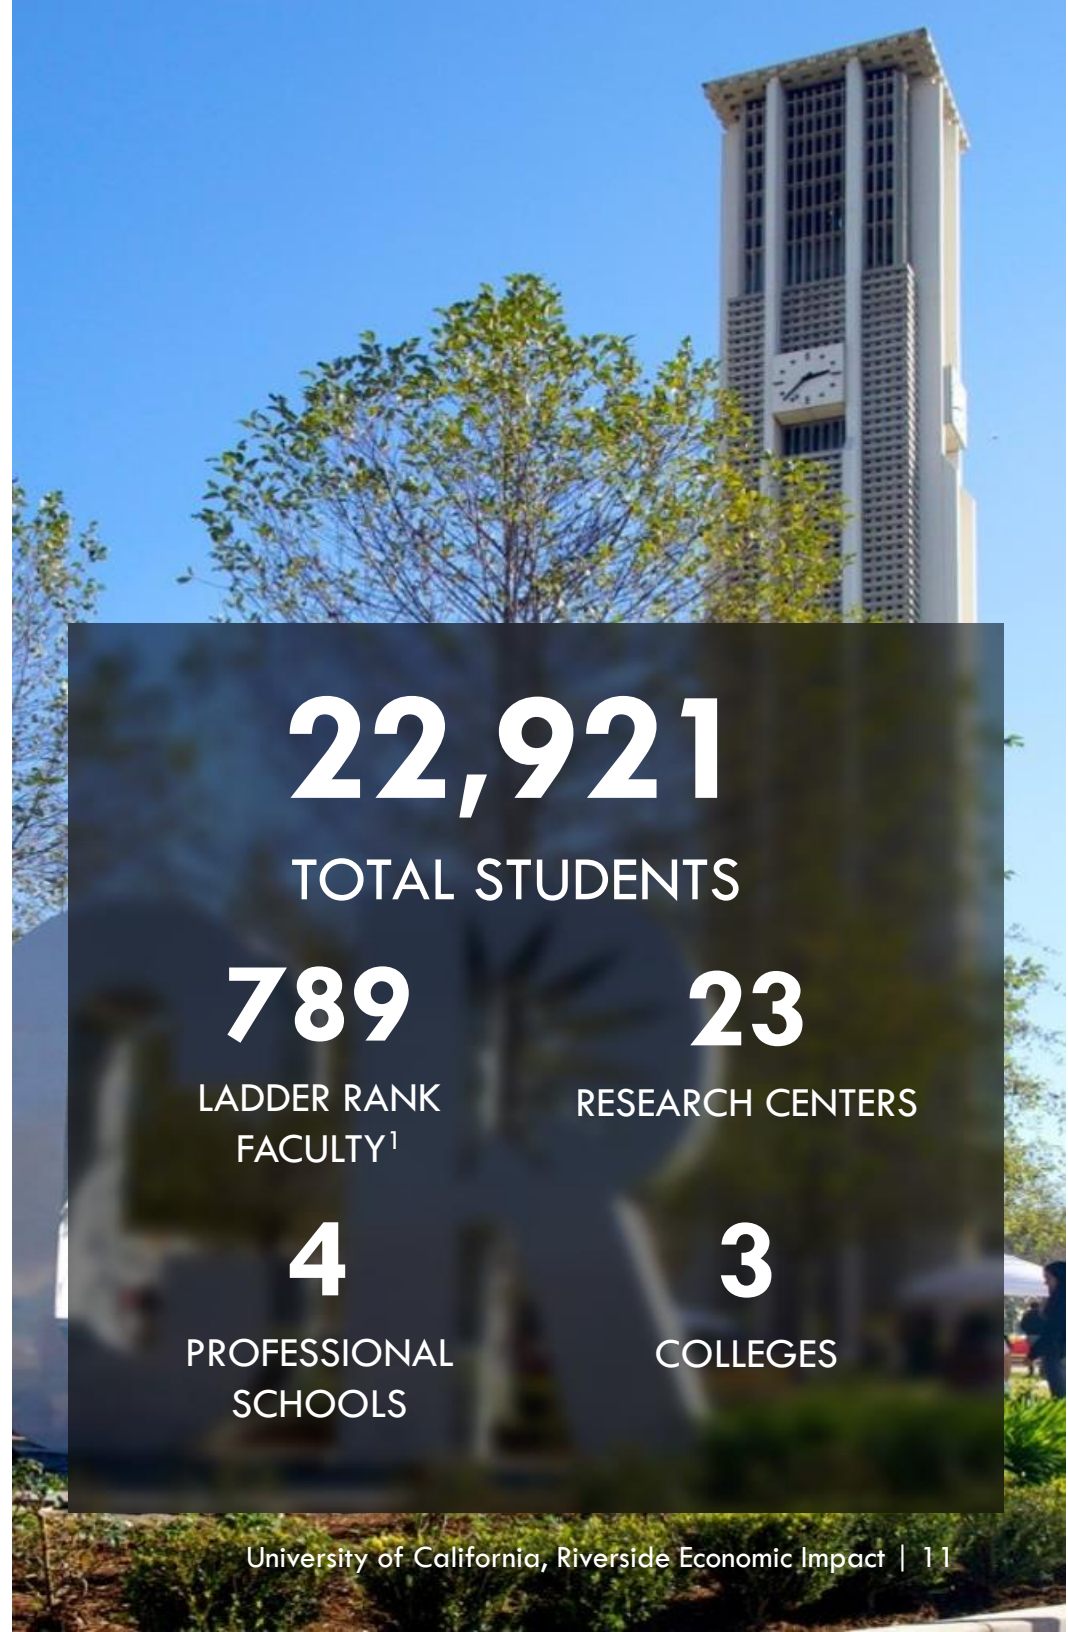 22,921
TOTAL STUDENTS
789
LADDER RANK
FACULTY¹
23
RESEARCH CENTERS
4
PROFESSIONAL
SCHOOLS
3
COLLEGES
University of California, Riverside Economic Impact | 11